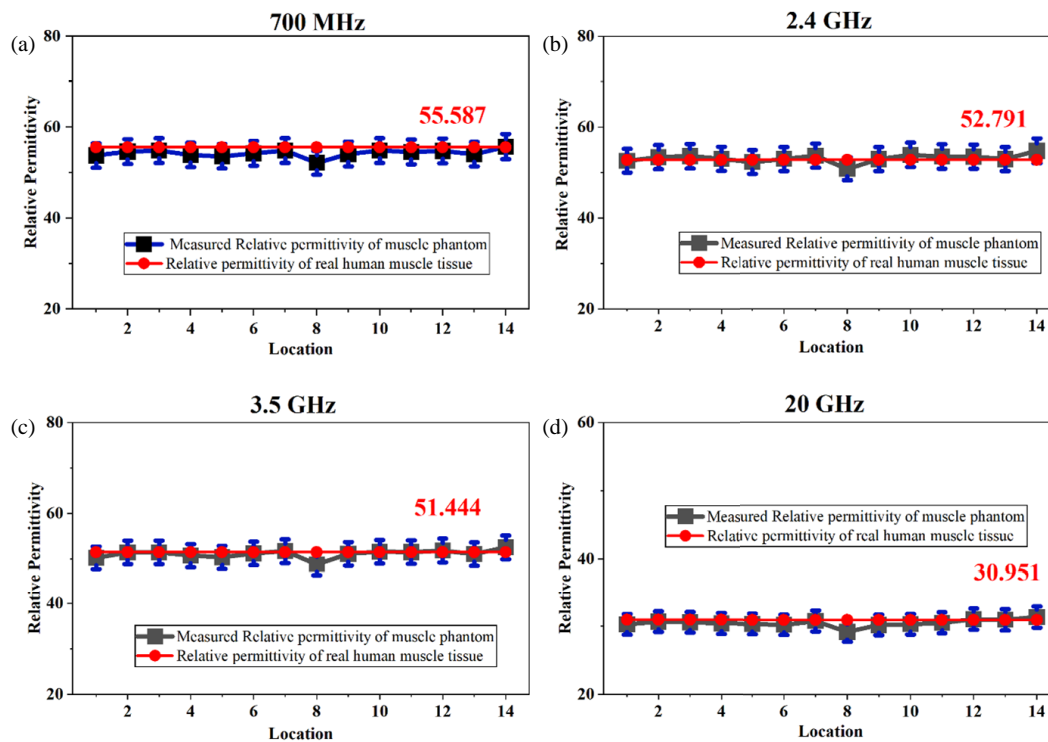 (a)
700 MHz
Relative Permittivity
80
60
40
20
55.587
Measured Relative permittivity of muscle phantom
Relative permittivity of real human muscle tissue
2 4 6 8 10 12 14
Location
(b)
2.4 GHz
Relative Permittivity
80
60
40
20
52.791
Measured Relative permittivity of muscle phantom
Relative permittivity of real human muscle tissue
2 4 6 8 10 12 14
Location
(c)
3.5 GHz
Relative Permittivity
80
60
40
20
51.444
Measured Relative permittivity of muscle phantom
Relative permittivity of real human muscle tissue
2 4 6 8 10 12 14
Location
(d)
20 GHz
Relative Permittivity
60
40
20
Measured Relative permittivity of muscle phantom
Relative permittivity of real human muscle tissue
30.951
2 4 6 8 10 12 14
Location